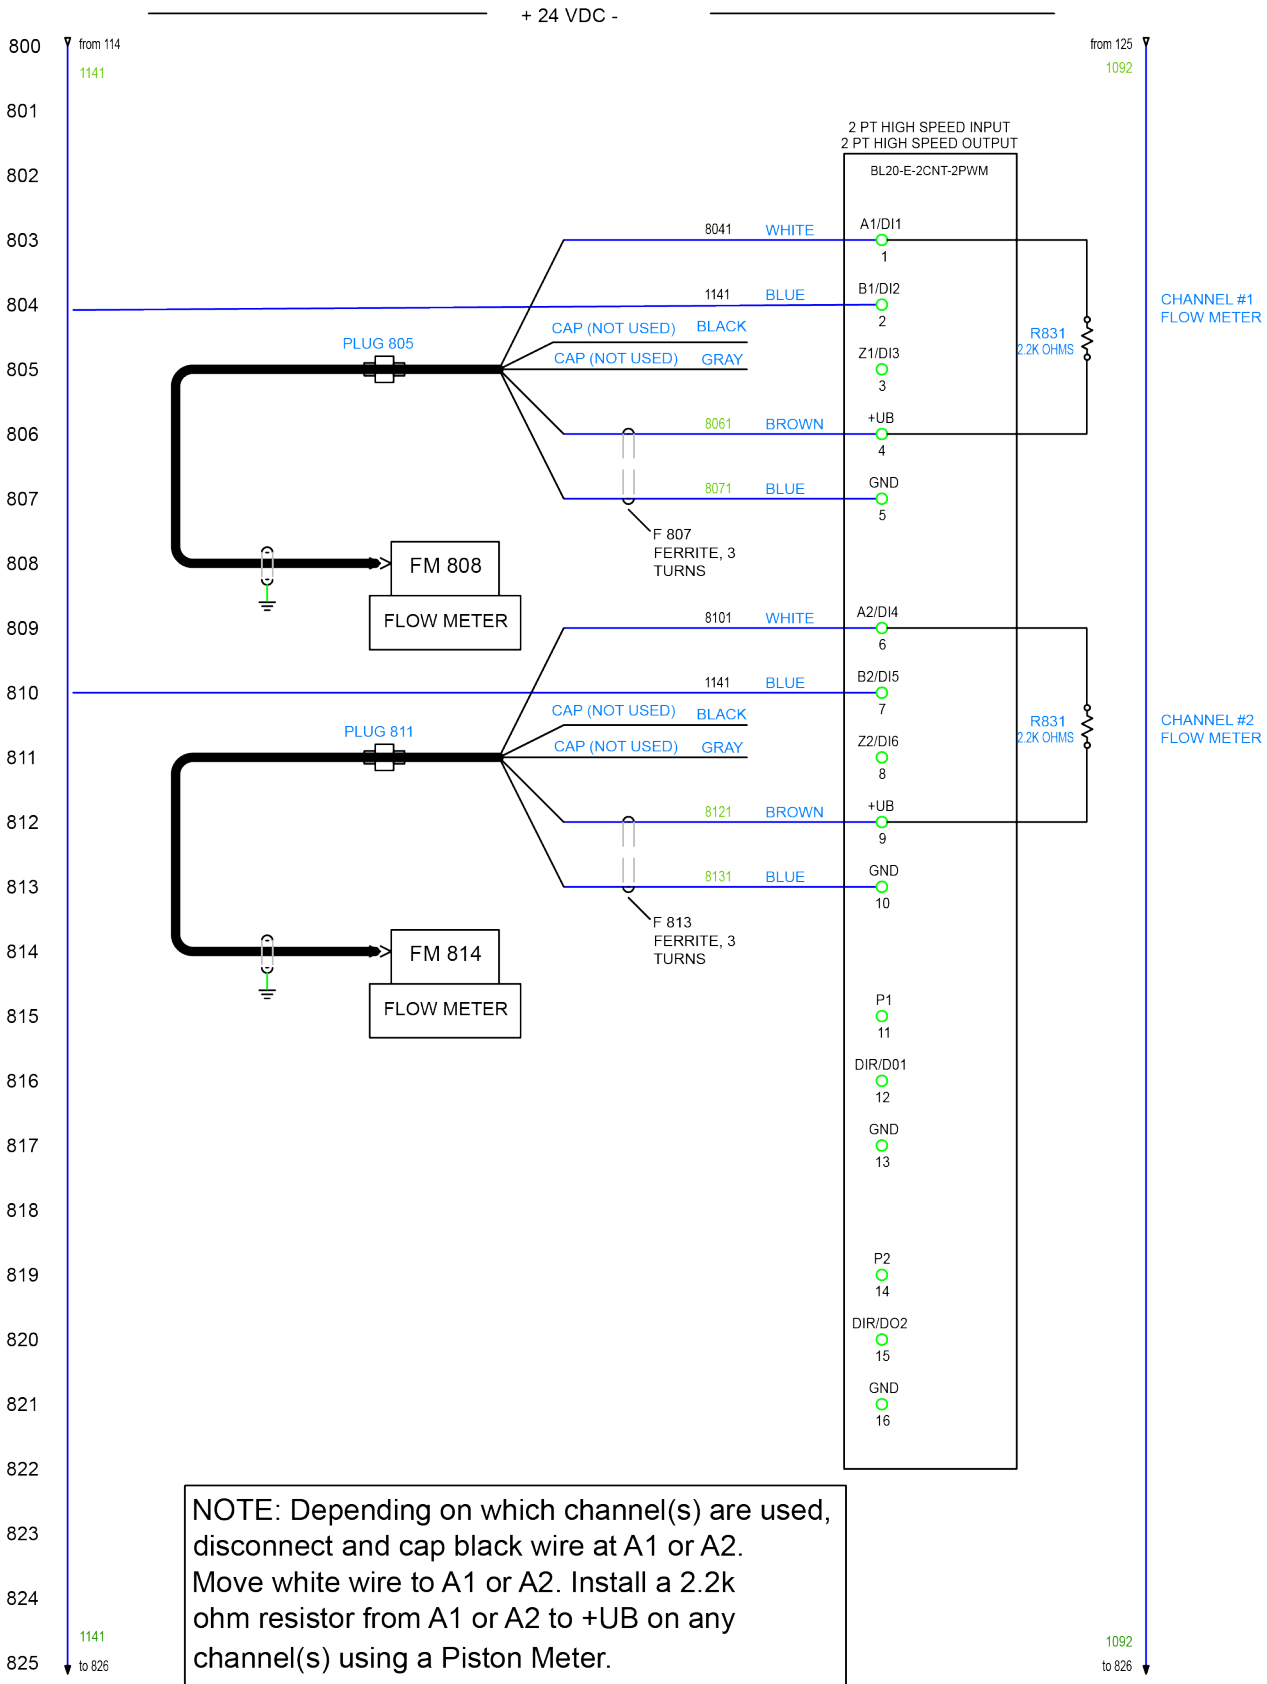 + 24 VDC -
800
from 114
from 125
1141
1092
801
2 PT HIGH SPEED INPUT
2 PT HIGH SPEED OUTPUT
802
BL20-E-2CNT-2PWM
803
8041
WHITE
A1/DI1
1
804
1141
BLUE
B1/DI2
2
CHANNEL #1
FLOW METER
CAP (NOT USED)
BLACK
R831
2.2K OHMS
PLUG 805
805
CAP (NOT USED)
GRAY
Z1/DI3
3
806
8061
BROWN
+UB
4
807
8071
BLUE
GND
5
F 807
FERRITE, 3
TURNS
808
FM 808
FLOW METER
809
8101
WHITE
A2/DI4
6
810
1141
BLUE
B2/DI5
7
CHANNEL #2
FLOW METER
CAP (NOT USED)
BLACK
R831
2.2K OHMS
PLUG 811
811
CAP (NOT USED)
GRAY
Z2/DI6
8
812
8121
BROWN
+UB
9
813
8131
BLUE
GND
10
F 813
FERRITE, 3
TURNS
814
FM 814
FLOW METER
815
P1
11
816
DIR/D01
12
817
GND
13
818
819
P2
14
820
DIR/DO2
15
821
GND
16
822
NOTE: Depending on which channel(s) are used,
disconnect and cap black wire at A1 or A2.
Move white wire to A1 or A2. Install a 2.2k
ohm resistor from A1 or A2 to +UB on any
channel(s) using a Piston Meter.
823
824
1141
1092
825
to 826
to 826